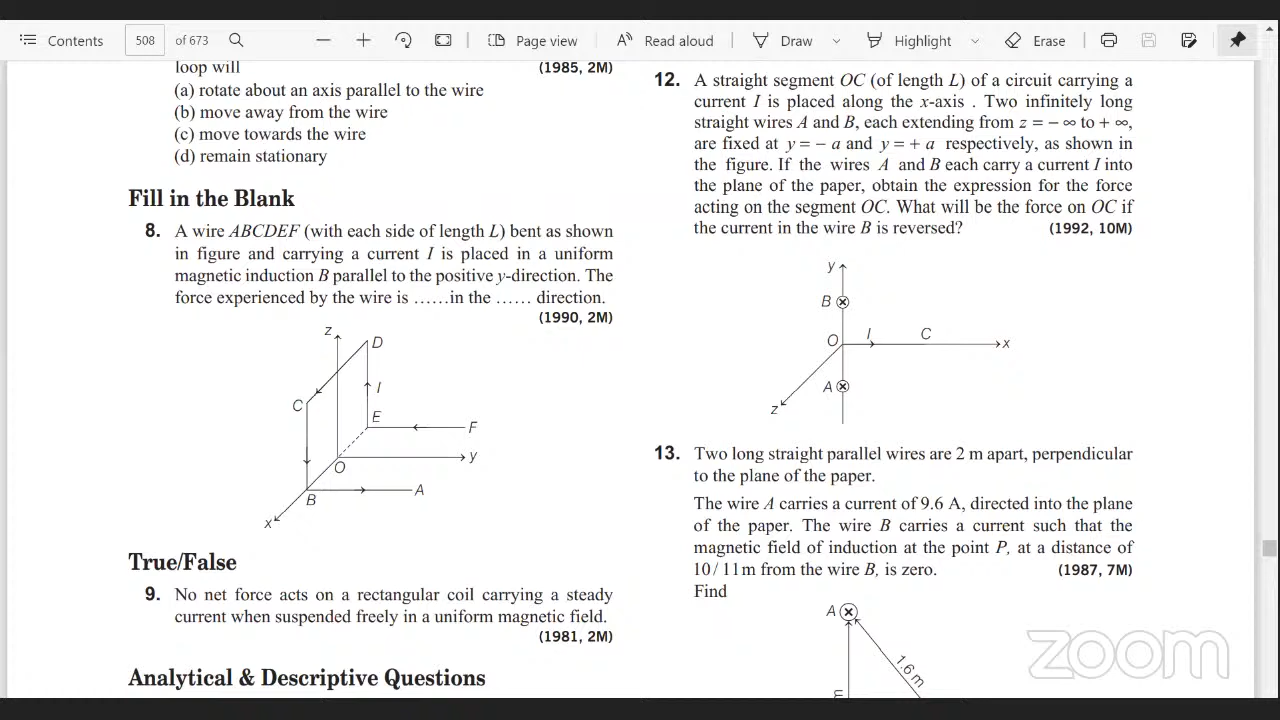 Contents
508
of 673
Page view
Read aloud
Draw
Highlight
Erase
loop will (1985, 2M)
(a) rotate about an axis parallel to the wire
(b) move away from the wire
(c) move towards the wire
(d) remain stationary
Fill in the Blank
8. A wire ABCDEF (with each side of length L) bent as shown
in figure and carrying a current I is placed in a uniform
magnetic induction B parallel to the positive y-direction. The
force experienced by the wire is ……in the …… direction.
(1990, 2M)
z
D
C
I
E
F
O
y
B
A
x
True/False
9. No net force acts on a rectangular coil carrying a steady
current when suspended freely in a uniform magnetic field.
(1981, 2M)
Analytical & Descriptive Questions
12. A straight segment OC (of length L) of a circuit carrying a
current I is placed along the x-axis . Two infinitely long
straight wires A and B, each extending from z = − ∞ to + ∞,
are fixed at y = − a and y = + a respectively, as shown in
the figure. If the wires A and B each carry a current I into
the plane of the paper, obtain the expression for the force
acting on the segment OC. What will be the force on OC if
the current in the wire B is reversed? (1992, 10M)
y
B
O
I
C
x
A
z
13. Two long straight parallel wires are 2 m apart, perpendicular
to the plane of the paper.
The wire A carries a current of 9.6 A, directed into the plane
of the paper. The wire B carries a current such that the
magnetic field of induction at the point P, at a distance of
10/ 11 m from the wire B, is zero. (1987, 7M)
Find
A
1.6 m
m
zoom